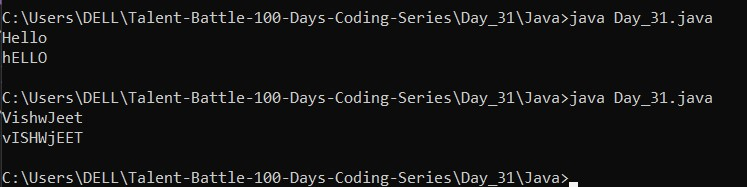 C:\Users\DELL\Talent-Battle-100-Days-Coding-Series\Day_31\Java>java Day_31.java
Hello
hELLO
C:\Users\DELL\Talent-Battle-100-Days-Coding-Series\Day_31\Java>java Day_31.java
VishwJeet
vISHWjEET
C:\Users\DELL\Talent-Battle-100-Days-Coding-Series\Day_31\Java>